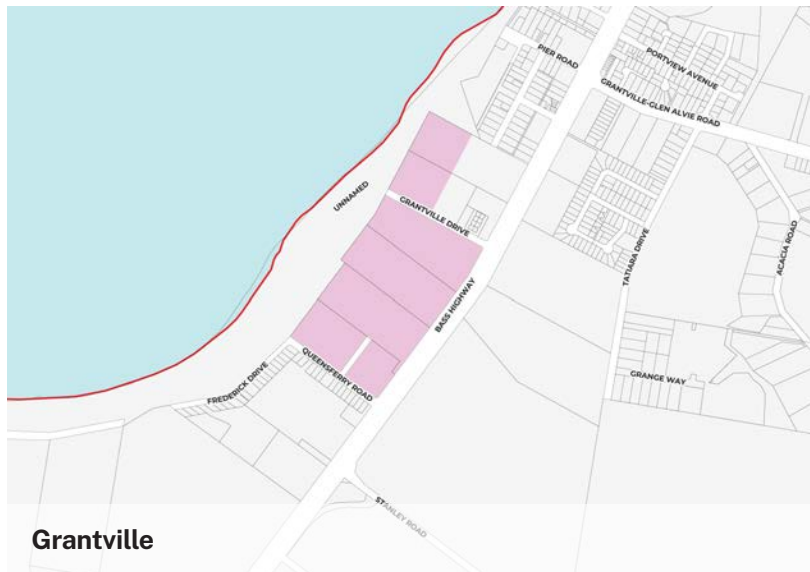 PIER ROAD
PORTVIEW AVENUE
GRANTVILLE-GLEN ALVIE ROAD
UNNAMED
GRANTVILLE DRIVE
ACACIA ROAD
TATIARA DRIVE
BASS HIGHWAY
QUEENSFERRY ROAD
FREDERICK DRIVE
GRANGE WAY
STANLEY ROAD
Grantville